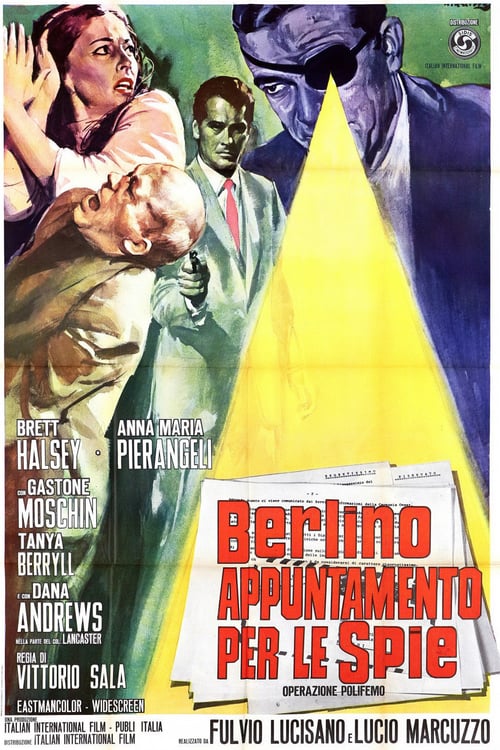 DISTRIBUZIONE
ITALIAN INTERNATIONAL FILM
BRETT
HALSEY · ANNA MARIA
PIERANGELI
CON GASTONE
MOSCHIN
TANYA
BERRYLL
E CON DANA
ANDREWS
NELLA PARTE DEL COL. LANCASTER
REGIA DI
VITTORIO SALA
EASTMANCOLOR - WIDESCREEN
Berlino
APPUNTAMENTO
PER LE SPIE
OPERAZIONE POLIFEMO
UNA PRODUZIONE
ITALIAN INTERNATIONAL FILM - PUBLI ITALIA
DISTRIBUZIONE ITALIAN INTERNATIONAL FILM
REALIZZATO DA FULVIO LUCISANO E LUCIO MARCUZZO